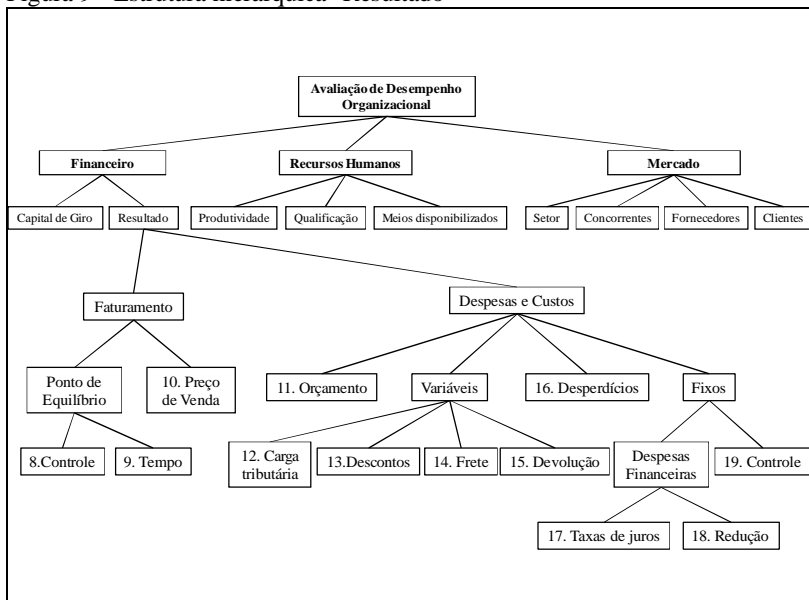 Figura 9 - Estrutura hierárquica "Resultado"
Avaliação de Desempenho
Organizacional
Financeiro
Recursos Humanos
Mercado
Capital de Giro
Resultado
Produtividade
Qualificação
Meios disponibilizados
Setor
Concorrentes
Fornecedores
Clientes
Faturamento
Despesas e Custos
Ponto de
Equilíbrio
10. Preço
de Venda
11. Orçamento
Variáveis
16. Desperdícios
Fixos
8.Controle
9. Tempo
12. Carga
tributária
13.Descontos
14. Frete
15. Devolução
Despesas
Financeiras
19. Controle
17. Taxas de juros
18. Redução